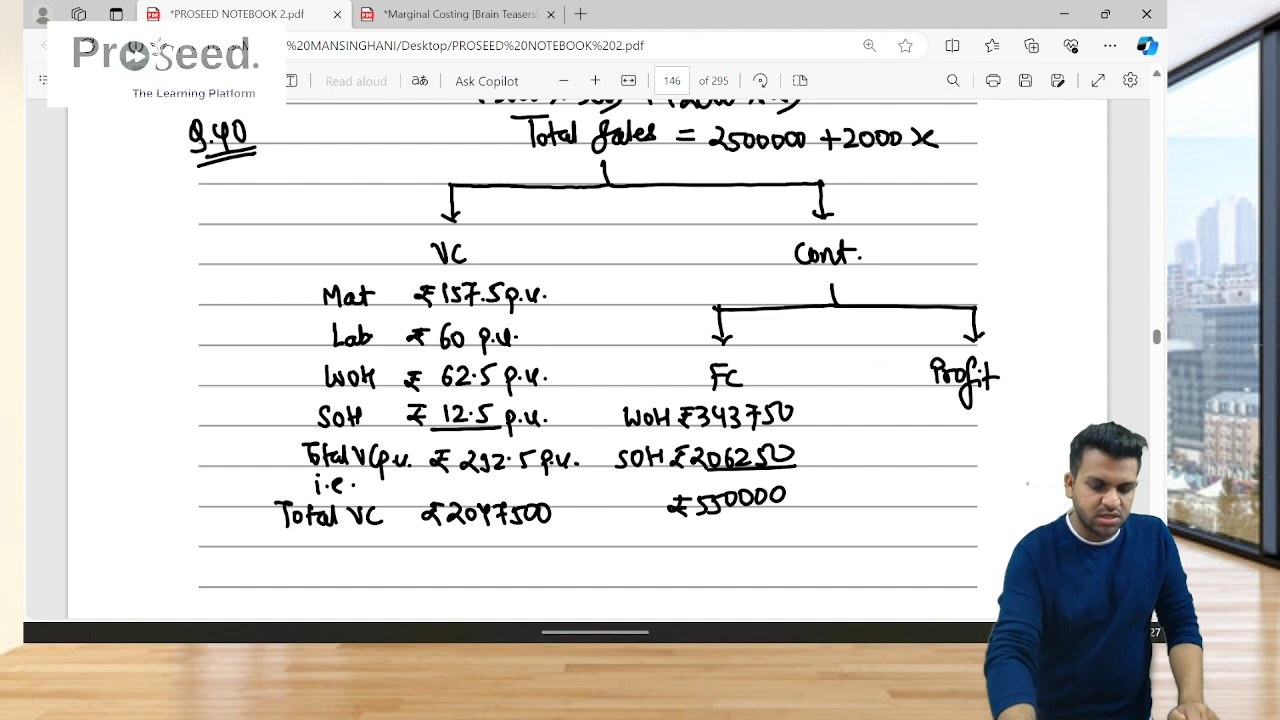 *PROSEED NOTEBOOK 2.pdf
*Marginal Costing [Brain Teasers]
Proseed.
The Learning Platform
%20MANSINGHANI/Desktop/PROSEED%20NOTEBOOK%202.pdf
Read aloud
Ask Copilot
146 of 295
Q.40
Total Sales = 2500000 + 2000 x
VC
Cont.
Mat ₹157.5 p.u.
Lab ₹ 60 p.u.
WOH ₹ 62.5 p.u.
FC
Profit
SOH ₹ 12.5 p.u.
WOH ₹343750
Total VC p.u. ₹ 292.5 p.u.
SOH ₹206250
i.e.
Total VC ₹2047500
₹550000
27